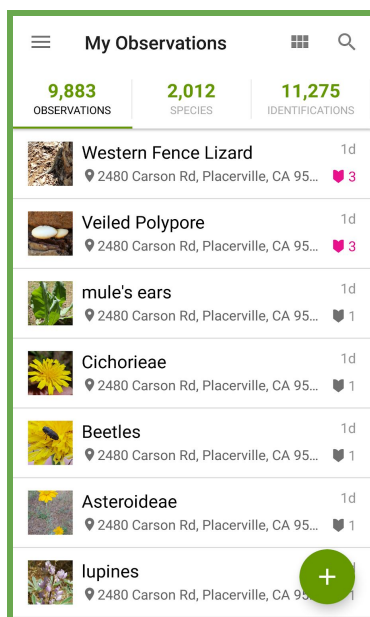 My Observations
9,883 2,012 11,275
OBSERVATIONS SPECIES IDENTIFICATIONS
Western Fence Lizard 1d
2480 Carson Rd, Placerville, CA 95... 3
Veiled Polypore 1d
2480 Carson Rd, Placerville, CA 95... 3
mule's ears 1d
2480 Carson Rd, Placerville, CA 95... 1
Cichorieae 1d
2480 Carson Rd, Placerville, CA 95... 1
Beetles 1d
2480 Carson Rd, Placerville, CA 95... 1
Asteroideae 1d
2480 Carson Rd, Placerville, CA 95... 1
lupines
2480 Carson Rd, Placerville, CA 95 1